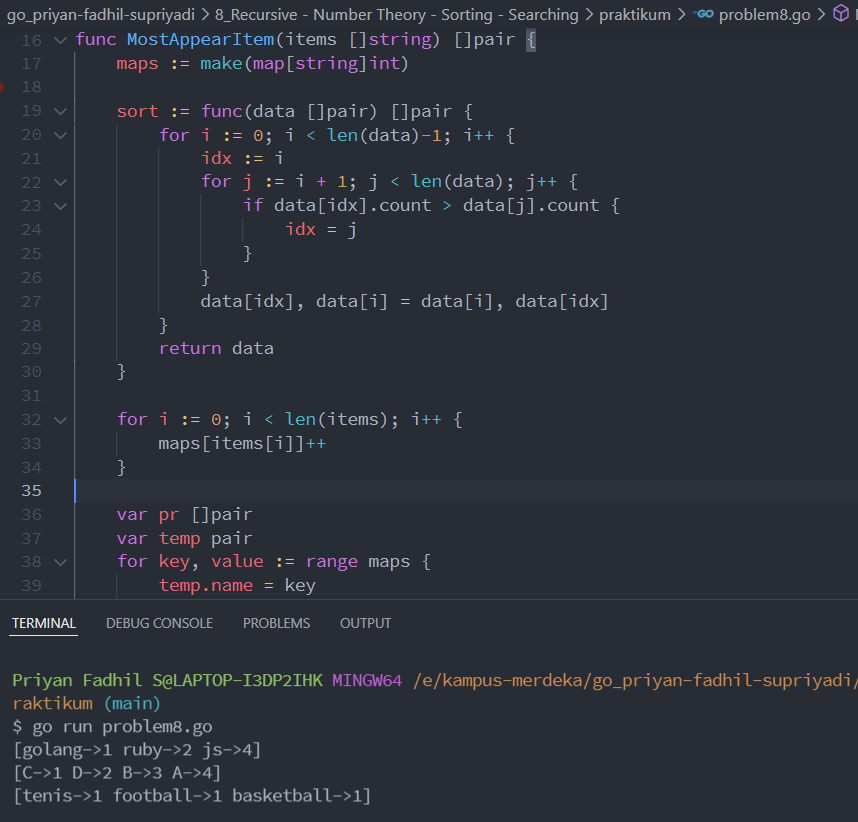 go_priyan-fadhil-supriyadi > 8_Recursive - Number Theory - Sorting - Searching > praktikum > GO problem8.go >
16 func MostAppearItem(items []string) []pair {
17 maps := make(map[string]int)
18
19 sort := func(data []pair) []pair {
20 for i := 0; i < len(data)-1; i++ {
21 idx := i
22 for j := i + 1; j < len(data); j++ {
23 if data[idx].count > data[j].count {
24 idx = j
25 }
26 }
27 data[idx], data[i] = data[i], data[idx]
28 }
29 return data
30 }
31
32 for i := 0; i < len(items); i++ {
33 maps[items[i]]++
34 }
35
36 var pr []pair
37 var temp pair
38 for key, value := range maps {
39 temp.name = key
TERMINAL DEBUG CONSOLE PROBLEMS OUTPUT
Priyan Fadhil S@LAPTOP-I3DP2IHK MINGW64 /e/kampus-merdeka/go_priyan-fadhil-supriyadi/
raktikum (main)
$ go run problem8.go
[golang->1 ruby->2 js->4]
[C->1 D->2 B->3 A->4]
[tenis->1 football->1 basketball->1]